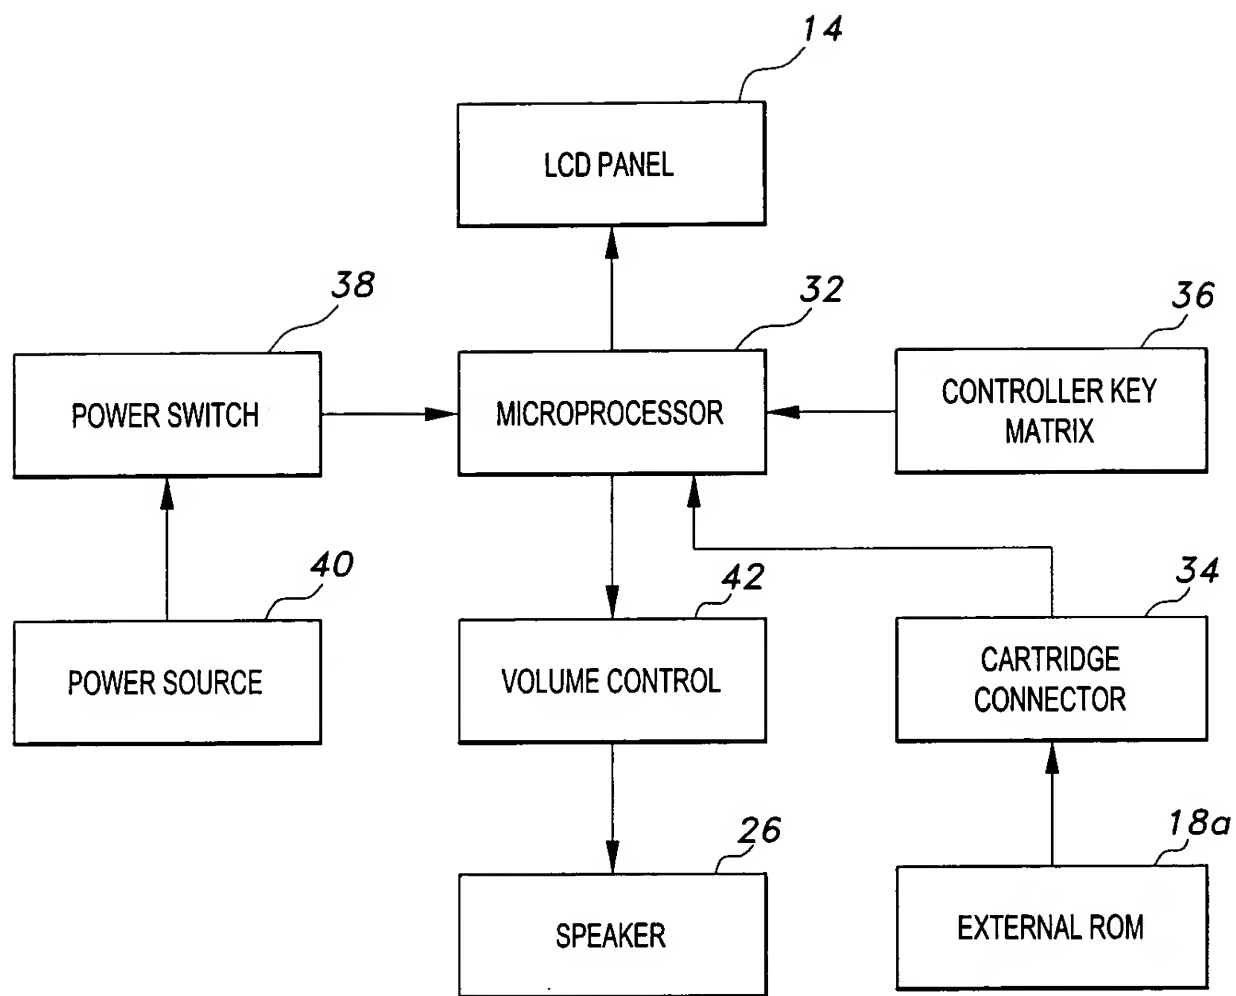 14
LCD PANEL
38
32
36
POWER SWITCH
MICROPROCESSOR
CONTROLLER KEY
MATRIX
40
42
34
POWER SOURCE
VOLUME CONTROL
CARTRIDGE
CONNECTOR
26
18a
SPEAKER
EXTERNAL ROM